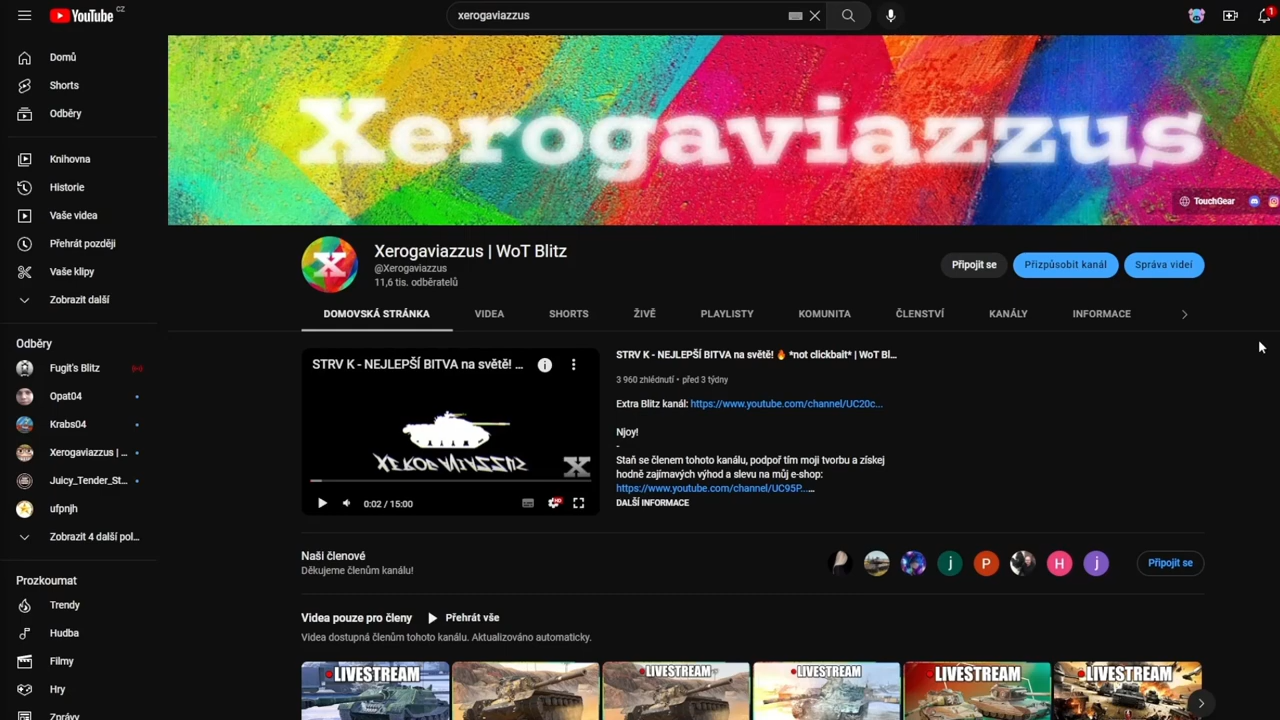 YouTube CZ
xerogaviazzus
1
Domů
Shorts
Odběry
Knihovna
Historie
Vaše videa
Přehrát později
Vaše klipy
Zobrazit další
Odběry
Fugit's Blitz
Opat04
Krabs04
Xerogaviazzus | ...
Juicy_Tender_St...
ufpnjh
Zobrazit 4 další pol...
Prozkoumat
Trendy
Hudba
Filmy
Hry
Zprávy
Xerogaviazzus
TouchGear
X
Xerogaviazzus | WoT Blitz
@Xerogaviazzus
11,6 tis. odběratelů
Připojit se
Přizpůsobit kanál
Správa videí
DOMOVSKÁ STRÁNKA
VIDEA
SHORTS
ŽIVĚ
PLAYLISTY
KOMUNITA
ČLENSTVÍ
KANÁLY
INFORMACE
STRV K - NEJLEPŠÍ BITVA na světě! ...
XEROGAVIAZZUS
X
0:02 / 15:00
HD
STRV K - NEJLEPŠÍ BITVA na světě! 🔥 *not clickbait* | WoT Bl...
3 960 zhlédnutí • před 3 týdny
Extra Blitz kanál: https://www.youtube.com/channel/UC20c...
Njoy!
-
Staň se členem tohoto kanálu, podpoř tím moji tvorbu a získej
hodně zajímavých výhod a slevu na můj e-shop:
https://www.youtube.com/channel/UC95P...…
DALŠÍ INFORMACE
Naši členové
Děkujeme členům kanálu!
j
P
H
j
Připojit se
Videa pouze pro členy
Přehrát vše
Videa dostupná členům tohoto kanálu. Aktualizováno automaticky.
LIVESTREAM
LIVESTREAM
LIVESTREAM
LIVESTREAM
LIVESTREAM